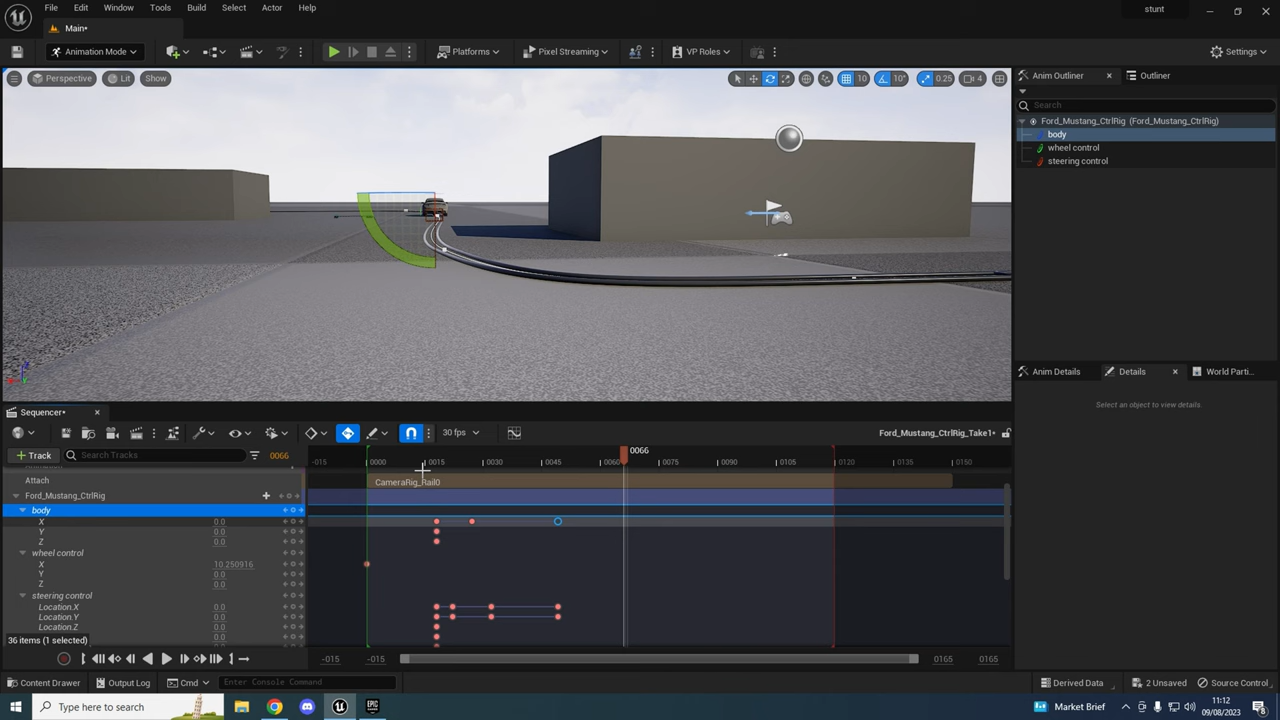 File Edit Window Tools Build Select Actor Help
stunt
Main*
Animation Mode
Platforms
Pixel Streaming
VP Roles
Settings
Perspective
Lit
Show
10
10°
0.25
4
Anim Outliner
Outliner
Search
Ford_Mustang_CtrlRig (Ford_Mustang_CtrlRig)
body
wheel control
steering control
Anim Details
Details
World Parti...
Select an object to view details.
Sequencer*
30 fps
Ford_Mustang_CtrlRig_Take1*
Track
Search Tracks
0066
0066
-015 0000 0015 0030 0045 0060 0075 0090 0105 0120 0135 0150
Attach
CameraRig_Rail0
Ford_Mustang_CtrlRig
body
X 0.0
Y 0.0
Z 0.0
wheel control
X 10.250916
Y 0.0
Z 0.0
steering control
Location.X 0.0
Location.Y 0.0
Location.Z 0.0
0.0
36 items (1 selected)
-015 -015 0165 0165
Content Drawer
Output Log
Cmd
Enter Console Command
Derived Data
2 Unsaved
Source Control
Type here to search
Market Brief
11:12
09/08/2023
8